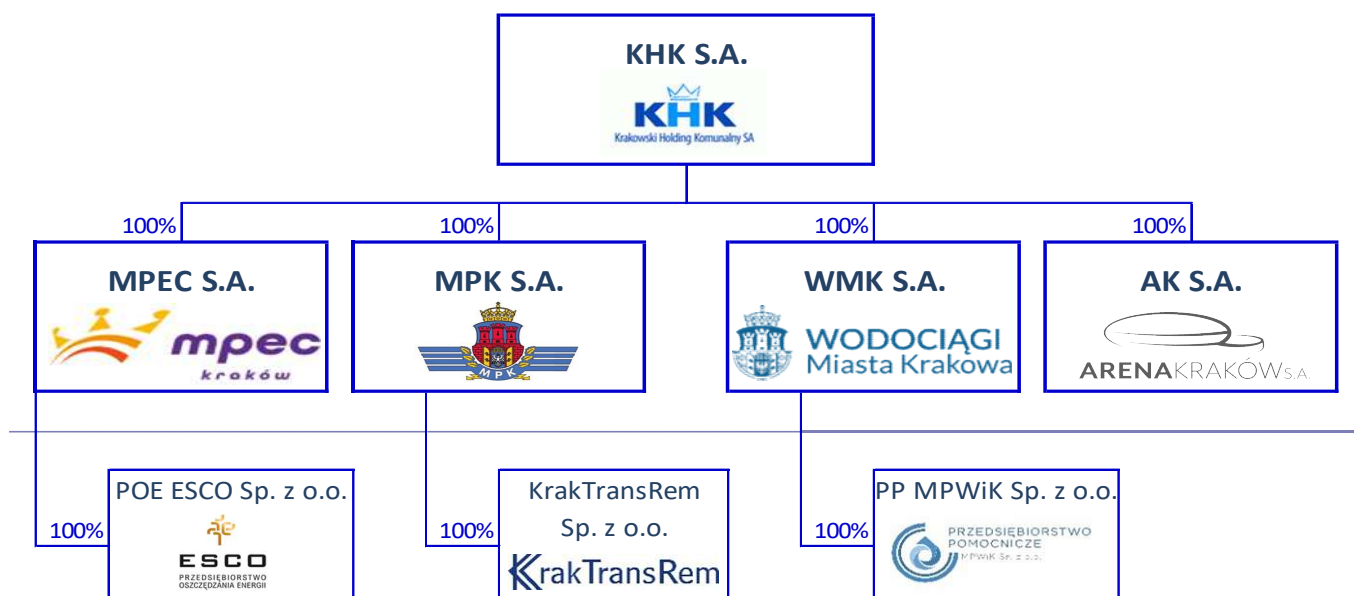 KHK S.A.
KHK
Krakowski Holding Komunalny SA
100%
100%
100%
100%
MPEC S.A.
mpec
kraków
MPK S.A.
MPK
WMK S.A.
WODOCIĄGI
Miasta Krakowa
AK S.A.
ARENAKRAKÓWS.A.
100%
POE ESCO Sp. z o.o.
ESCO
PRZEDSIĘBIORSTWO
OSZCZĘDZANIA ENERGII
100%
KrakTransRem
Sp. z o.o.
KrakTransRem
100%
PP MPWiK Sp. z o.o.
PRZEDSIĘBIORSTWO
POMOCNICZE
MPWiK Sp. z o.o.